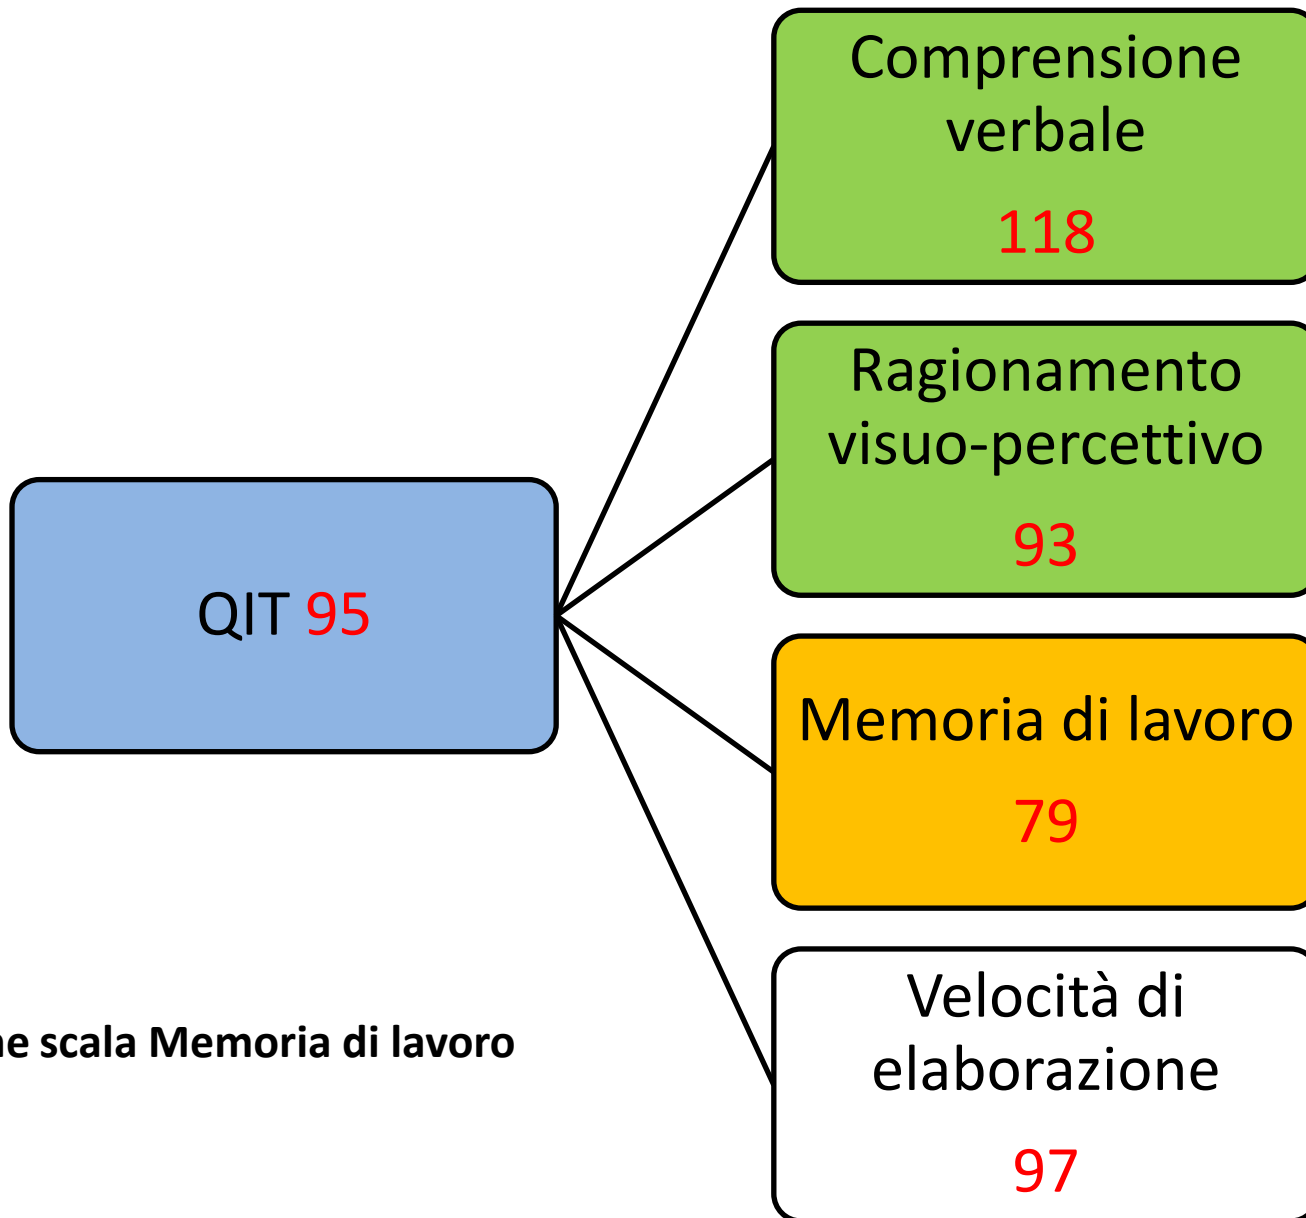 Comprensione
verbale
118
Ragionamento
visuo-percettivo
93
QIT 95
Memoria di lavoro
79
Velocità di
elaborazione
97
scala Memoria di lavoro